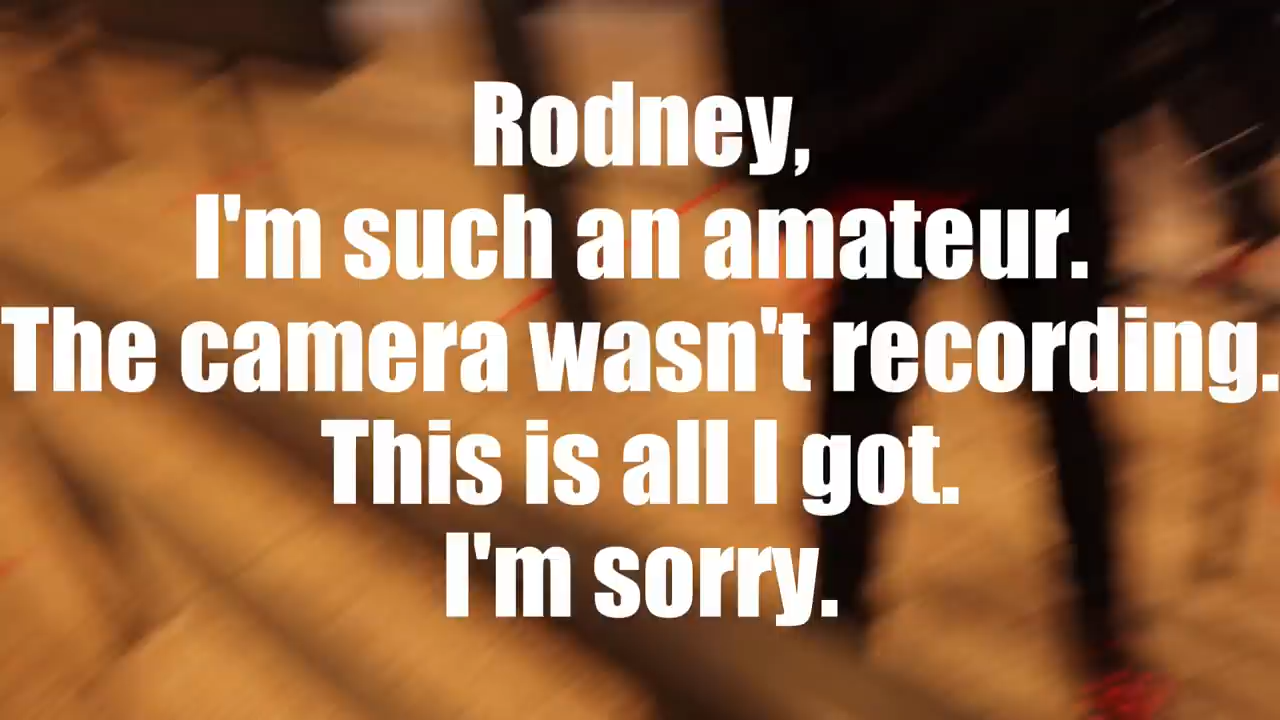 Rodney,
I'm such an amateur.
The camera wasn't recording.
This is all I got.
I'm sorry.